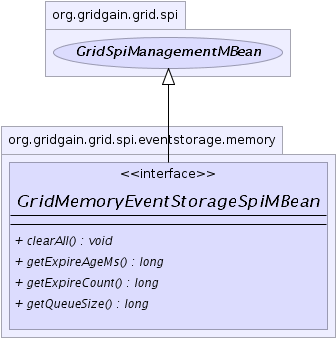 org.gridgain.grid.spi
GridSpiManagementMBean
org.gridgain.grid.spi.eventstorage.memory
<<interface>>
GridMemoryEventStorageSpiMBean
+ clearAll() : void
+ getExpireAgeMs() : long
+ getExpireCount() : long
+ getQueueSize() : long